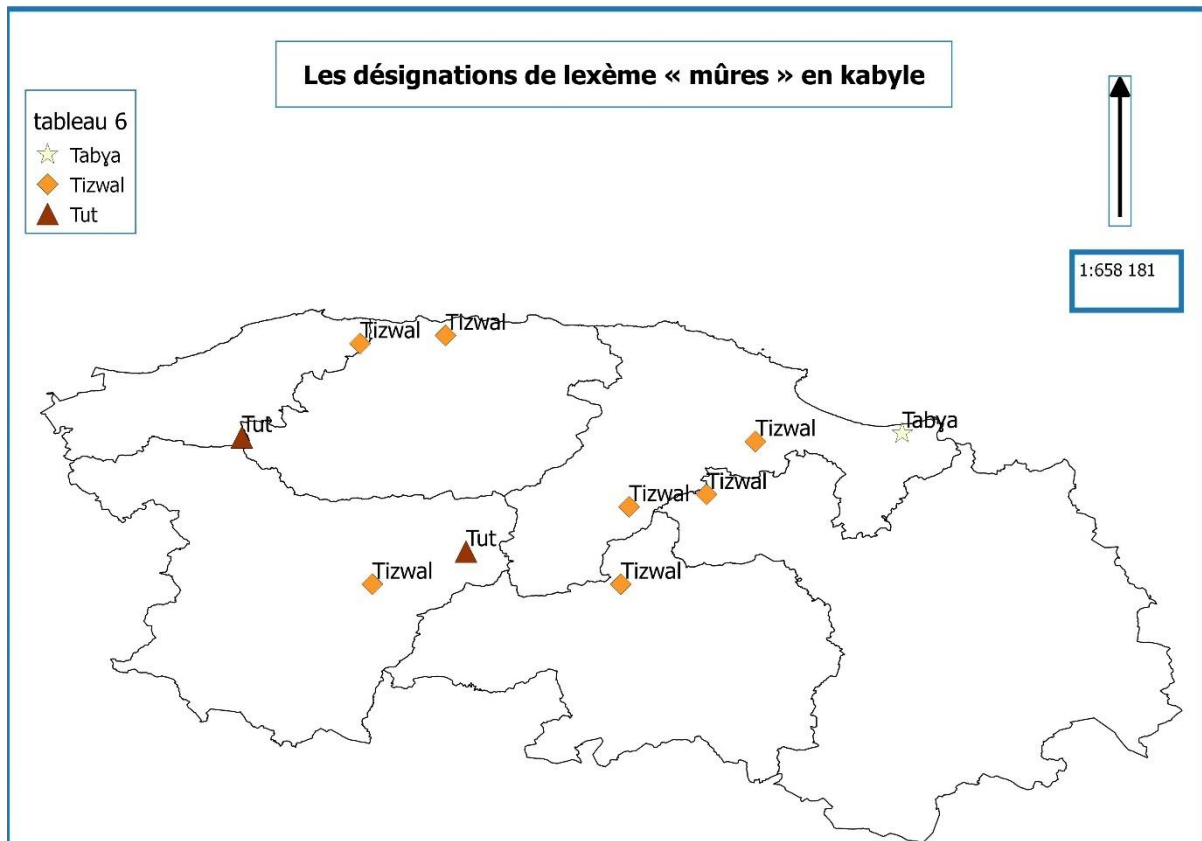 Les désignations de lexème « mûres » en kabyle
tableau 6
Tabɣa
Tizwal
Tut
1:658 181
Tizwal
Tizwal
Tut
Tabya
Tizwal
Tizwal
Tizwal
Tut
Tizwal
Tizwal